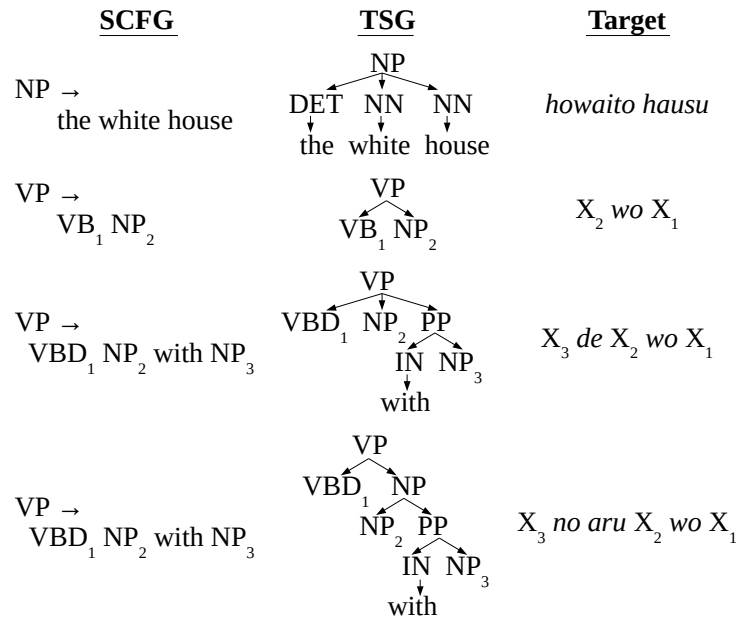 SCFG TSG Target
NP →
the white house
NP
DET NN NN
the white house
howaito hausu
VP →
VB₁ NP₂
VP
VB₁ NP₂
X₂ wo X₁
VP →
VBD₁ NP₂ with NP₃
VP
VBD₁ NP₂ PP
IN NP₃
with
X₃ de X₂ wo X₁
VP →
VBD₁ NP₂ with NP₃
VP
VBD₁ NP
NP₂ PP
IN NP₃
with
X₃ no aru X₂ wo X₁